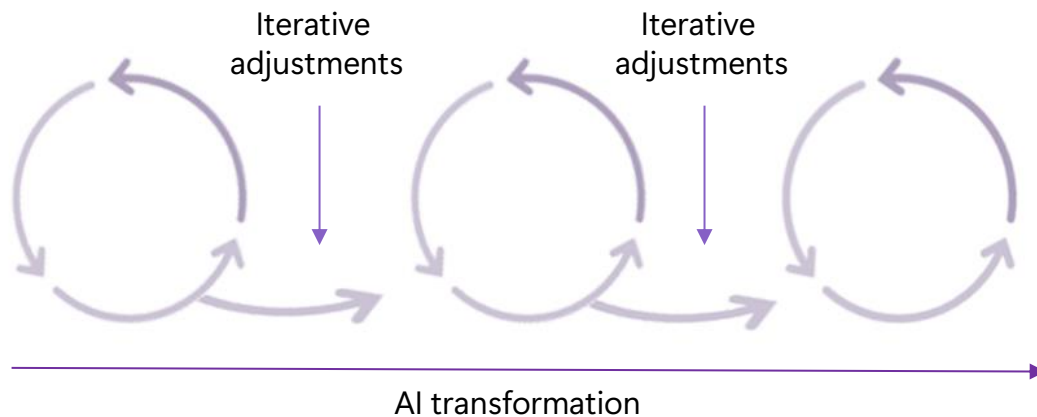 Iterative
adjustments
Iterative
adjustments
AI transformation